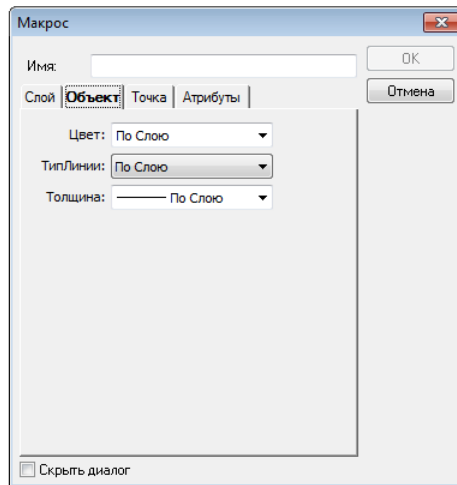 Макрос
Имя:
OK
Слой Объект Точка Атрибуты
Отмена
Цвет: По Слою
ТипЛинии: По Слою
Толщина: По Слою
Скрыть диалог